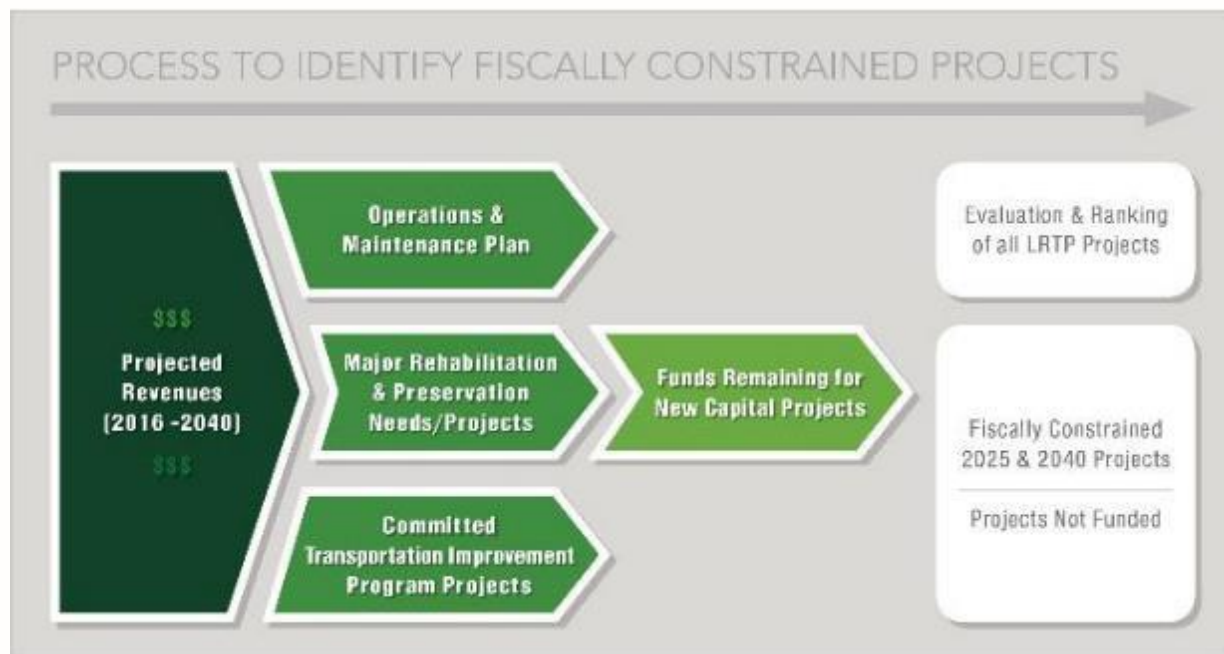 PROCESS TO IDENTIFY FISCALLY CONSTRAINED PROJECTS
$$$
Projected
Revenues
(2016 -2040)
$$$
Operations &
Maintenance Plan
Major Rehabilitation
& Preservation
Needs/Projects
Committed
Transportation Improvement
Program Projects
Funds Remaining for
New Capital Projects
Evaluation & Ranking
of all LRTP Projects
Fiscally Constrained
2025 & 2040 Projects
Projects Not Funded